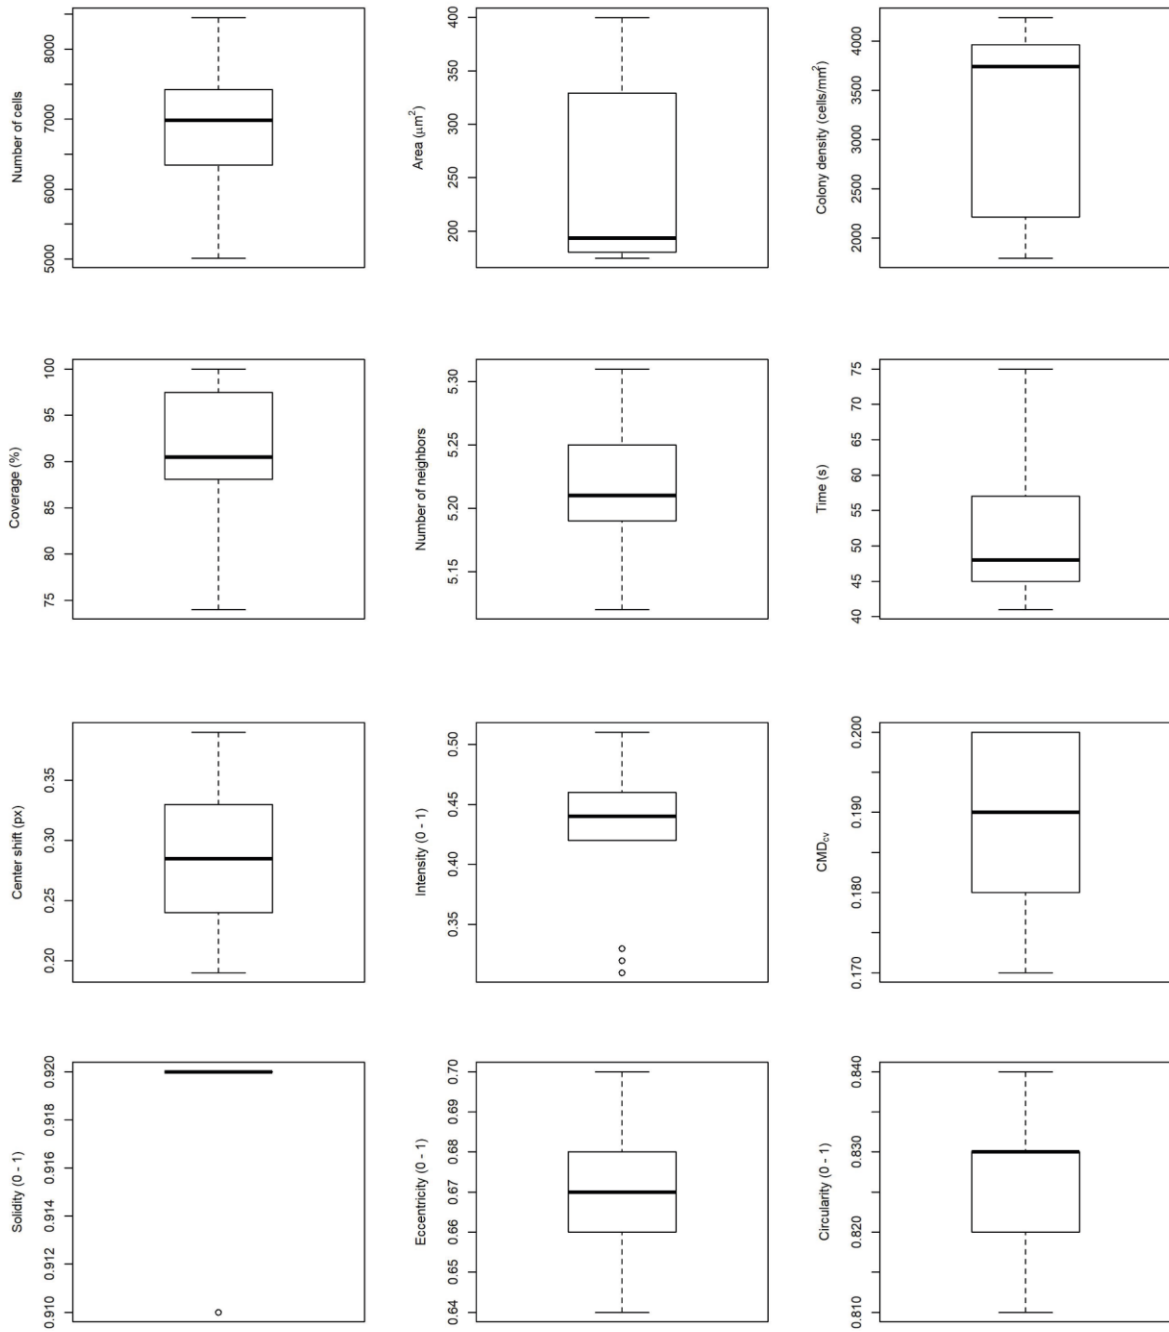 Number of cells
5000 6000 7000 8000
Area (μm²)
200 250 300 350 400
Colony density (cells/mm²)
2000 2500 3000 3500 4000
Coverage (%)
75 80 85 90 95 100
Number of neighbors
5.15 5.20 5.25 5.30
Time (s)
40 45 50 55 60 65 70 75
Center shift (px)
0.20 0.25 0.30 0.35
Intensity (0 - 1)
0.35 0.40 0.45 0.50
CMDcv
0.170 0.180 0.190 0.200
Solidity (0 - 1)
0.910 0.912 0.914 0.916 0.918 0.920
Eccentricity (0 - 1)
0.64 0.65 0.66 0.67 0.68 0.69 0.70
Circularity (0 - 1)
0.810 0.820 0.830 0.840